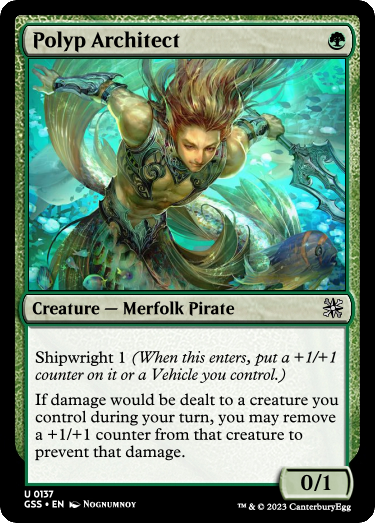 Polyp Architect
Creature — Merfolk Pirate
Shipwright 1 (When this enters, put a +1/+1
counter on it or a Vehicle you control.)
If damage would be dealt to a creature you
control during your turn, you may remove
a +1/+1 counter from that creature to
prevent that damage.
0/1
U 0137
GSS • EN Nognumnoy
™ & © 2023 CanterburyEgg